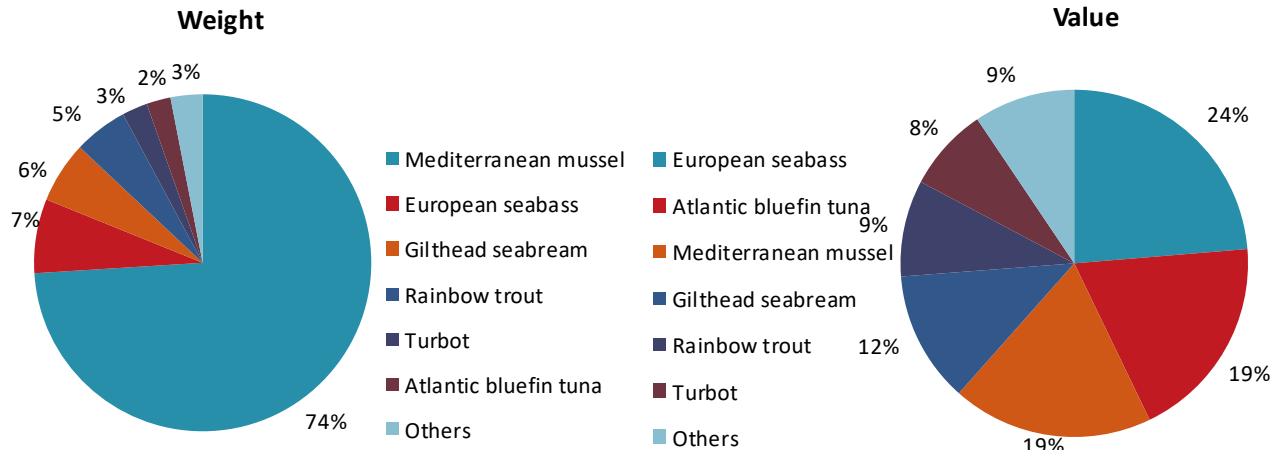 Weight
3%
2%
3%
5%
6%
7%
74%
Mediterranean mussel
European seabass
Gilthead seabream
Rainbow trout
Turbot
Atlantic bluefin tuna
Others
Value
European seabass
Atlantic bluefin tuna
Mediterranean mussel
Gilthead seabream
Rainbow trout
Turbot
Others
9%
24%
8%
9%
12%
19%
19%